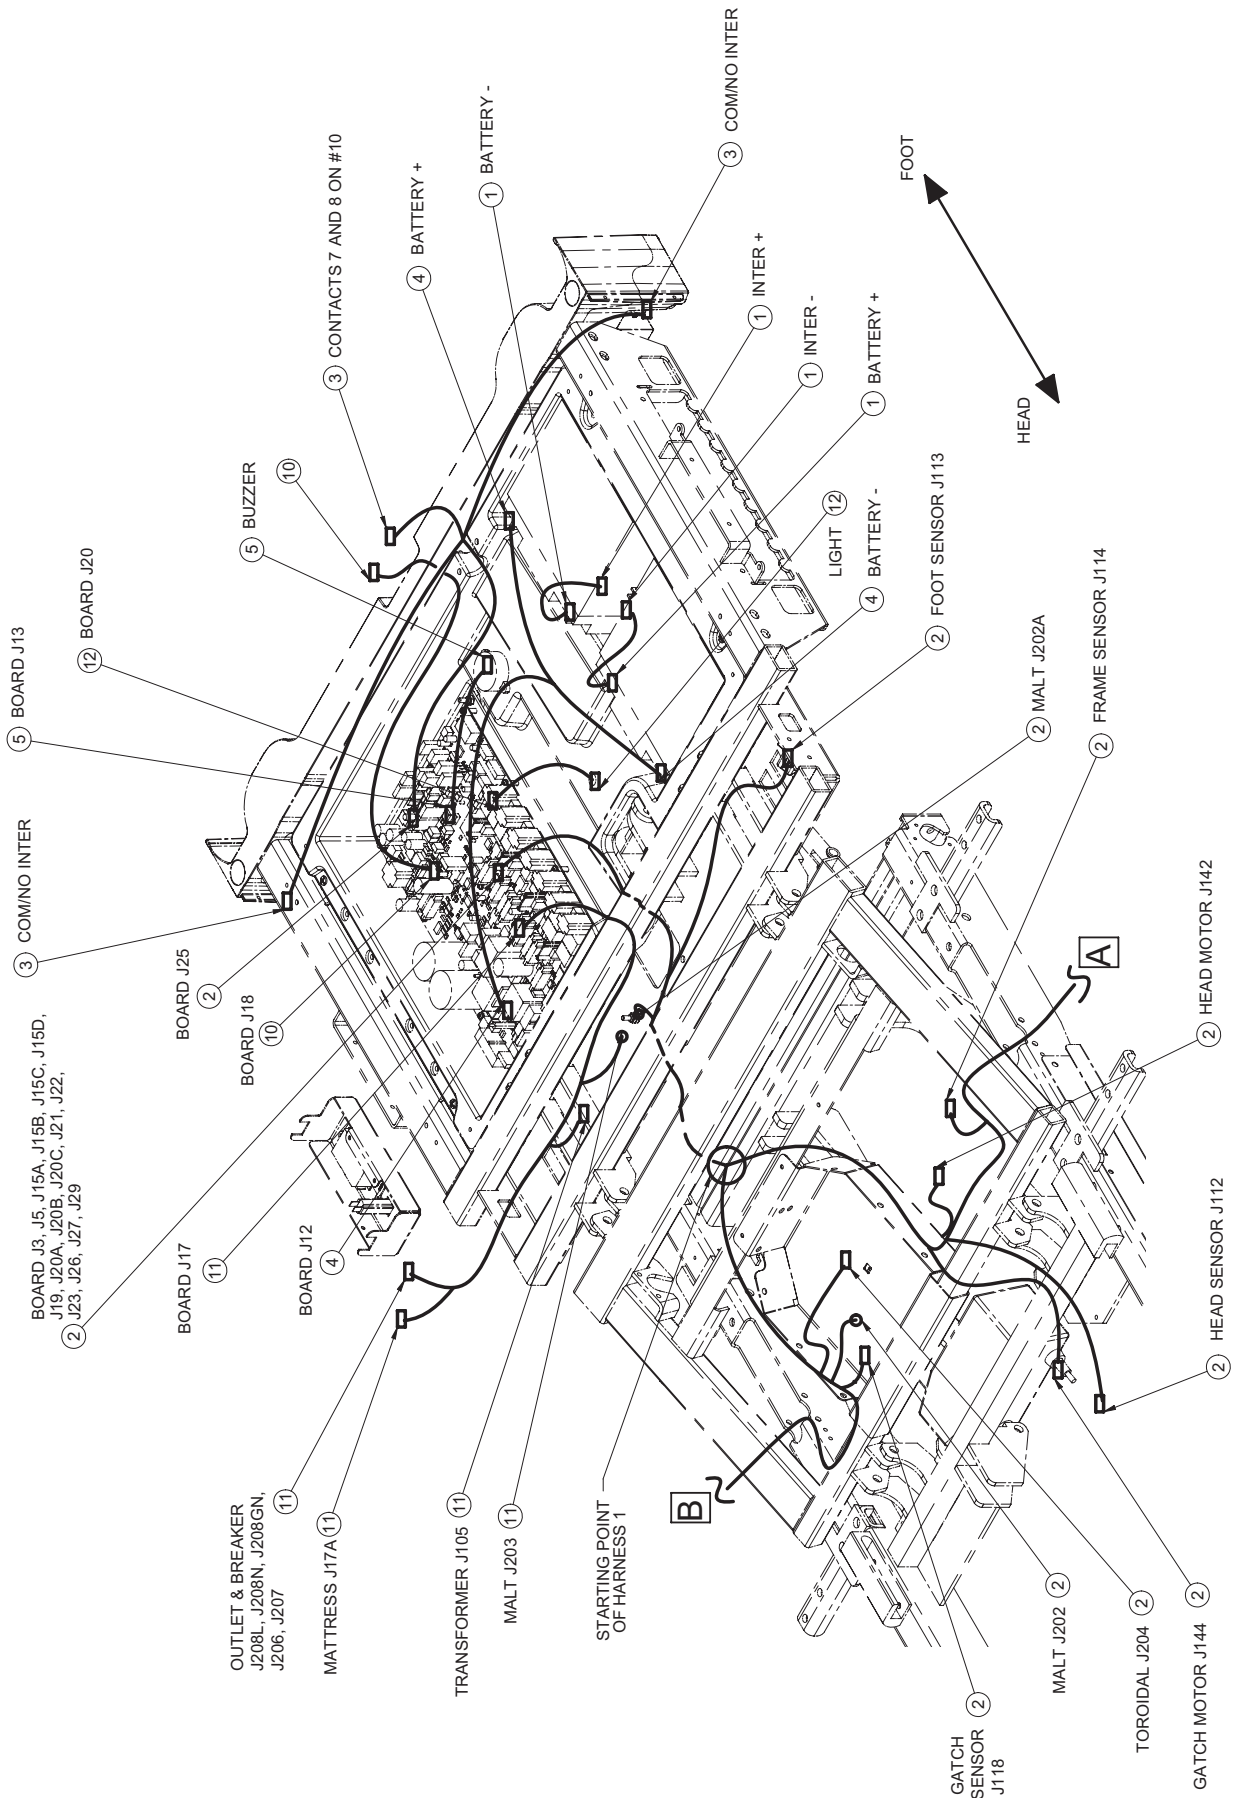 3 COM/NO INTER
5 BOARD J13
12 BOARD J20
10
5 BUZZER
3 CONTACTS 7 AND 8 ON #10
4 BATTERY +
1 BATTERY -
3 COM/NO INTER
1 INTER +
1 INTER -
1 BATTERY +
LIGHT 12
4 BATTERY -
2 FOOT SENSOR J113
2 MALT J202A
2 FRAME SENSOR J114
2 HEAD MOTOR J142
2 HEAD SENSOR J112
FOOT
HEAD
A
B
BOARD J3, J5, J15A, J15B, J15C, J15D,
J19, J20A, J20B, J20C, J21, J22,
2 J23, J26, J27, J29
BOARD J25
2
BOARD J18
10
BOARD J17
11
BOARD J12
4
OUTLET & BREAKER
J208L, J208N, J208GN, 11
J206, J207
MATTRESS J17A 11
TRANSFORMER J105 11
MALT J203 11
STARTING POINT
OF HARNESS 1
GATCH
SENSOR 2
J118
MALT J202 2
TOROIDAL J204 2
GATCH MOTOR J144 2